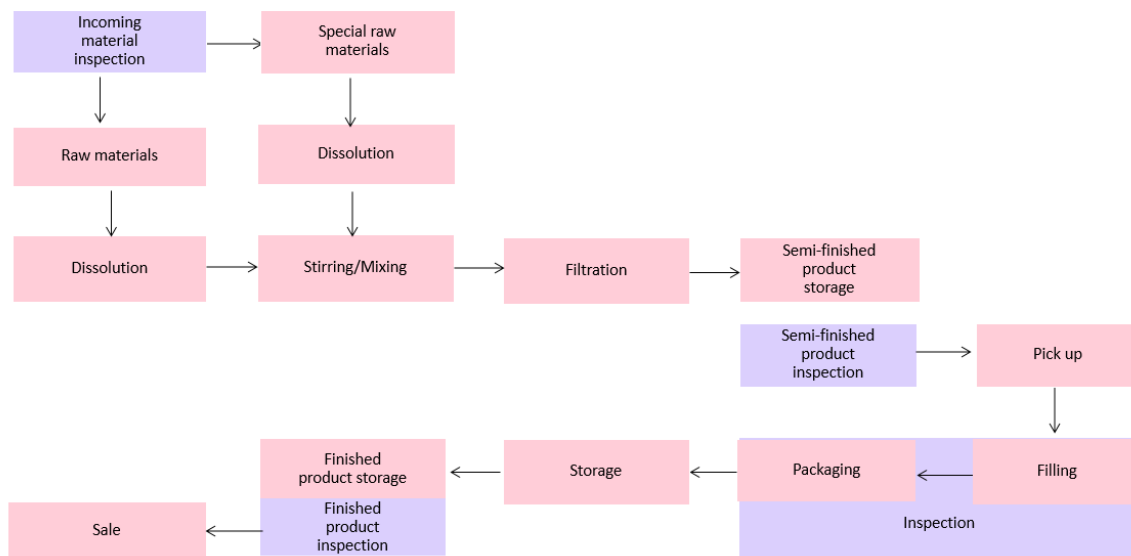 Incoming
material
inspection
Special raw
materials
Raw materials
Dissolution
Dissolution
Stirring/Mixing
Filtration
Semi-finished
product
storage
Semi-finished
product
inspection
Pick up
Finished
product storage
Storage
Packaging
Filling
Sale
Finished
product
inspection
Inspection